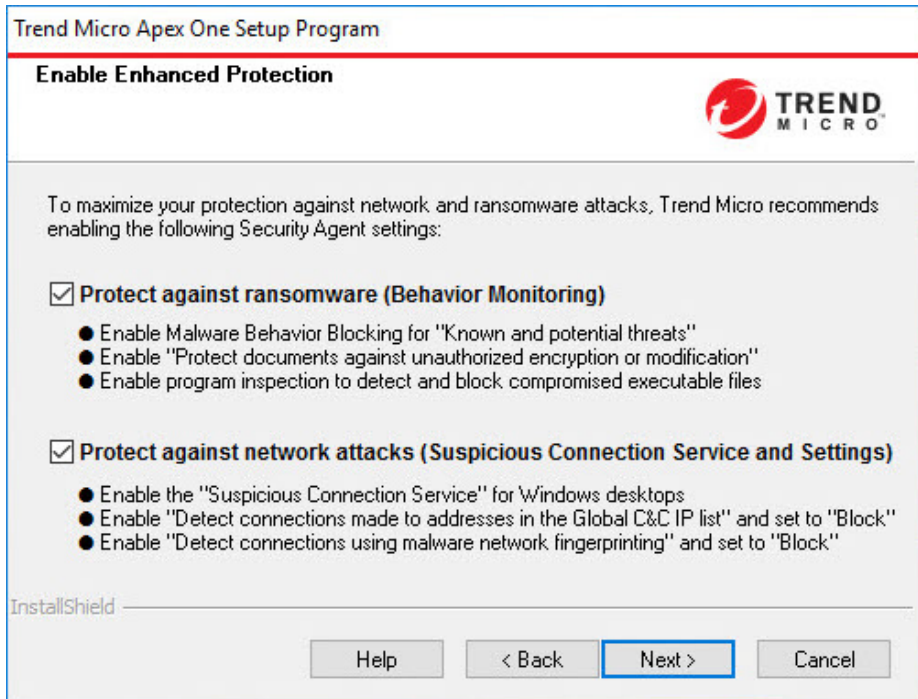 Trend Micro Apex One Setup Program
Enable Enhanced Protection
TREND
MICRO™
To maximize your protection against network and ransomware attacks, Trend Micro recommends
enabling the following Security Agent settings:
Protect against ransomware (Behavior Monitoring)
● Enable Malware Behavior Blocking for "Known and potential threats"
● Enable "Protect documents against unauthorized encryption or modification"
● Enable program inspection to detect and block compromised executable files
Protect against network attacks (Suspicious Connection Service and Settings)
● Enable the "Suspicious Connection Service" for Windows desktops
● Enable "Detect connections made to addresses in the Global C&C IP list" and set to "Block"
● Enable "Detect connections using malware network fingerprinting" and set to "Block"
InstallShield
Help < Back Next > Cancel